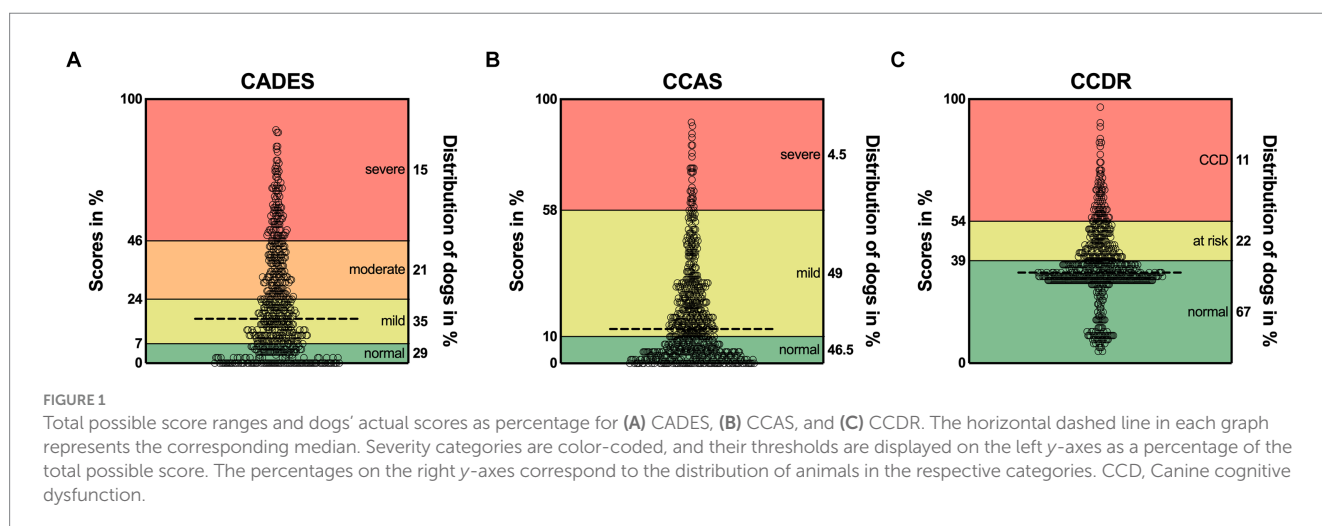 A
CADES
100
46
24
7
0
Scores in %
severe 15
moderate 21
mild 35
normal 29
Distribution of dogs in %
B
CCAS
100
58
10
0
Scores in %
severe 4.5
mild 49
normal 46.5
Distribution of dogs in %
C
CCDR
100
54
39
0
Scores in %
CCD 11
at risk 22
normal 67
Distribution of dogs in %
FIGURE 1
Total possible score ranges and dogs' actual scores as percentage for (A) CADES, (B) CCAS, and (C) CCDR. The horizontal dashed line in each graph
represents the corresponding median. Severity categories are color-coded, and their thresholds are displayed on the left y-axes as a percentage of the
total possible score. The percentages on the right y-axes correspond to the distribution of animals in the respective categories. CCD, Canine cognitive
dysfunction.